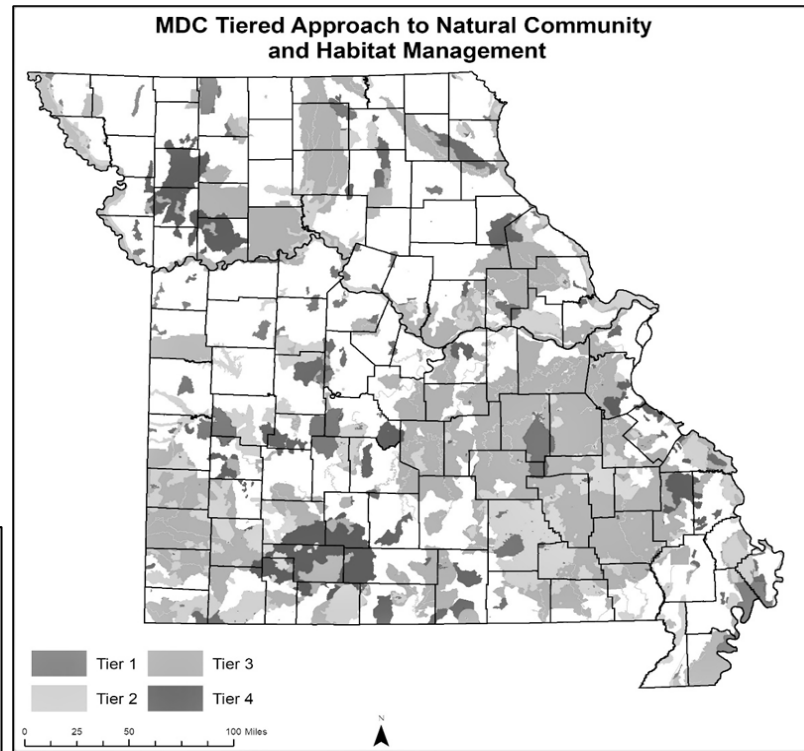 MDC Tiered Approach to Natural Community
and Habitat Management
Tier 1
Tier 3
Tier 2
Tier 4
0 25 50 100 Miles
N